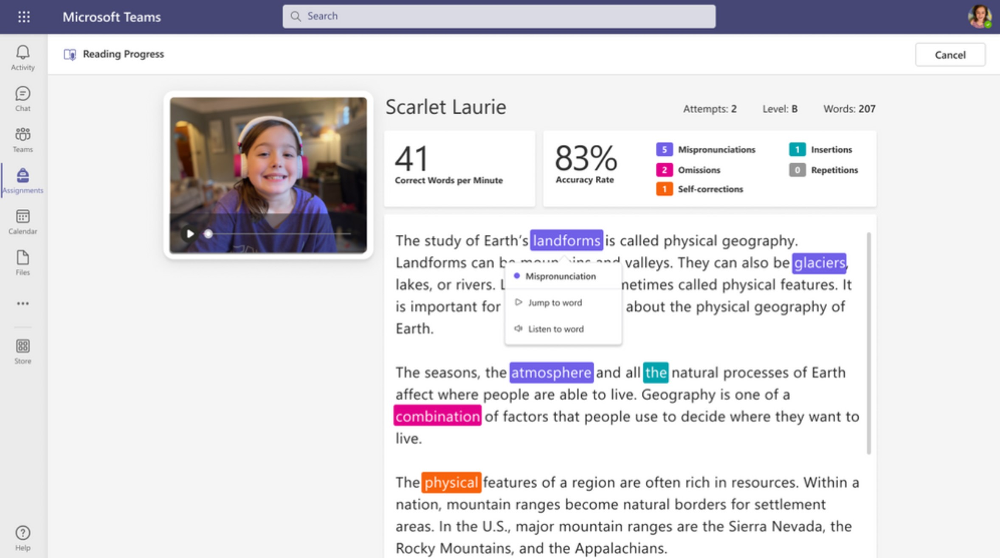 Microsoft Teams
Search
Reading Progress
Cancel
Activity
Chat
Teams
Assignments
Calendar
Files
Store
Help
Scarlet Laurie
Attempts: 2 Level: B Words: 207
41
Correct Words per Minute
83%
Accuracy Rate
5 Mispronunciations
2 Omissions
1 Self-corrections
1 Insertions
0 Repetitions
The study of Earth's landforms is called physical geography.
Landforms can be mountains and valleys. They can also be glaciers,
lakes, or rivers. called physical features. It
is important for about the physical geography of
Earth.
Mispronunciation
Jump to word
Listen to word
The seasons, the atmosphere and all the natural processes of Earth
affect where people are able to live. Geography is one of a
combination of factors that people use to decide where they want to
live.
The physical features of a region are often rich in resources. Within a
nation, mountain ranges become natural borders for settlement
areas. In the U.S., major mountain ranges are the Sierra Nevada, the
Rocky Mountains, and the Appalachians.